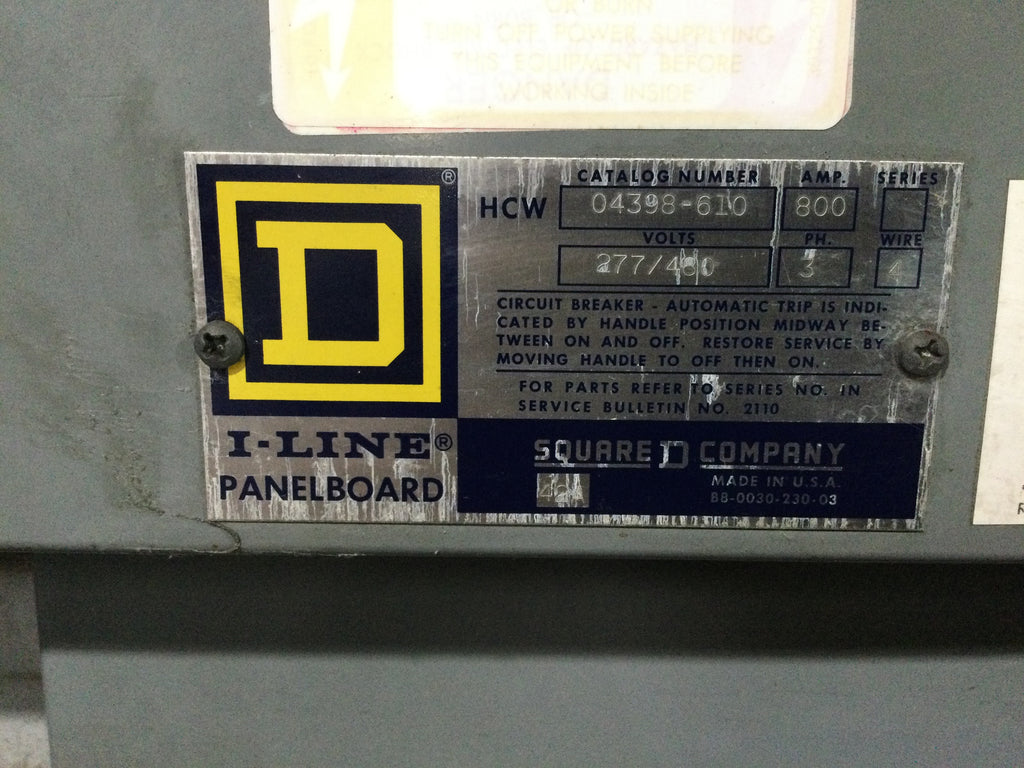 OR BURN
TURN OFF POWER SUPPLYING
THIS EQUIPMENT BEFORE
WORKING INSIDE
CATALOG NUMBER AMP. SERIES
HCW 04398-610 800
VOLTS PH. WIRE
277/480 3 4
CIRCUIT BREAKER - AUTOMATIC TRIP IS INDI-
CATED BY HANDLE POSITION MIDWAY BE-
TWEEN ON AND OFF. RESTORE SERVICE BY
MOVING HANDLE TO OFF THEN ON.
FOR PARTS REFER TO SERIES NO. IN
SERVICE BULLETIN NO. 2110
D ®
I-LINE®
PANELBOARD
SQUARE D COMPANY
MADE IN U.S.A.
88-0030-230-03